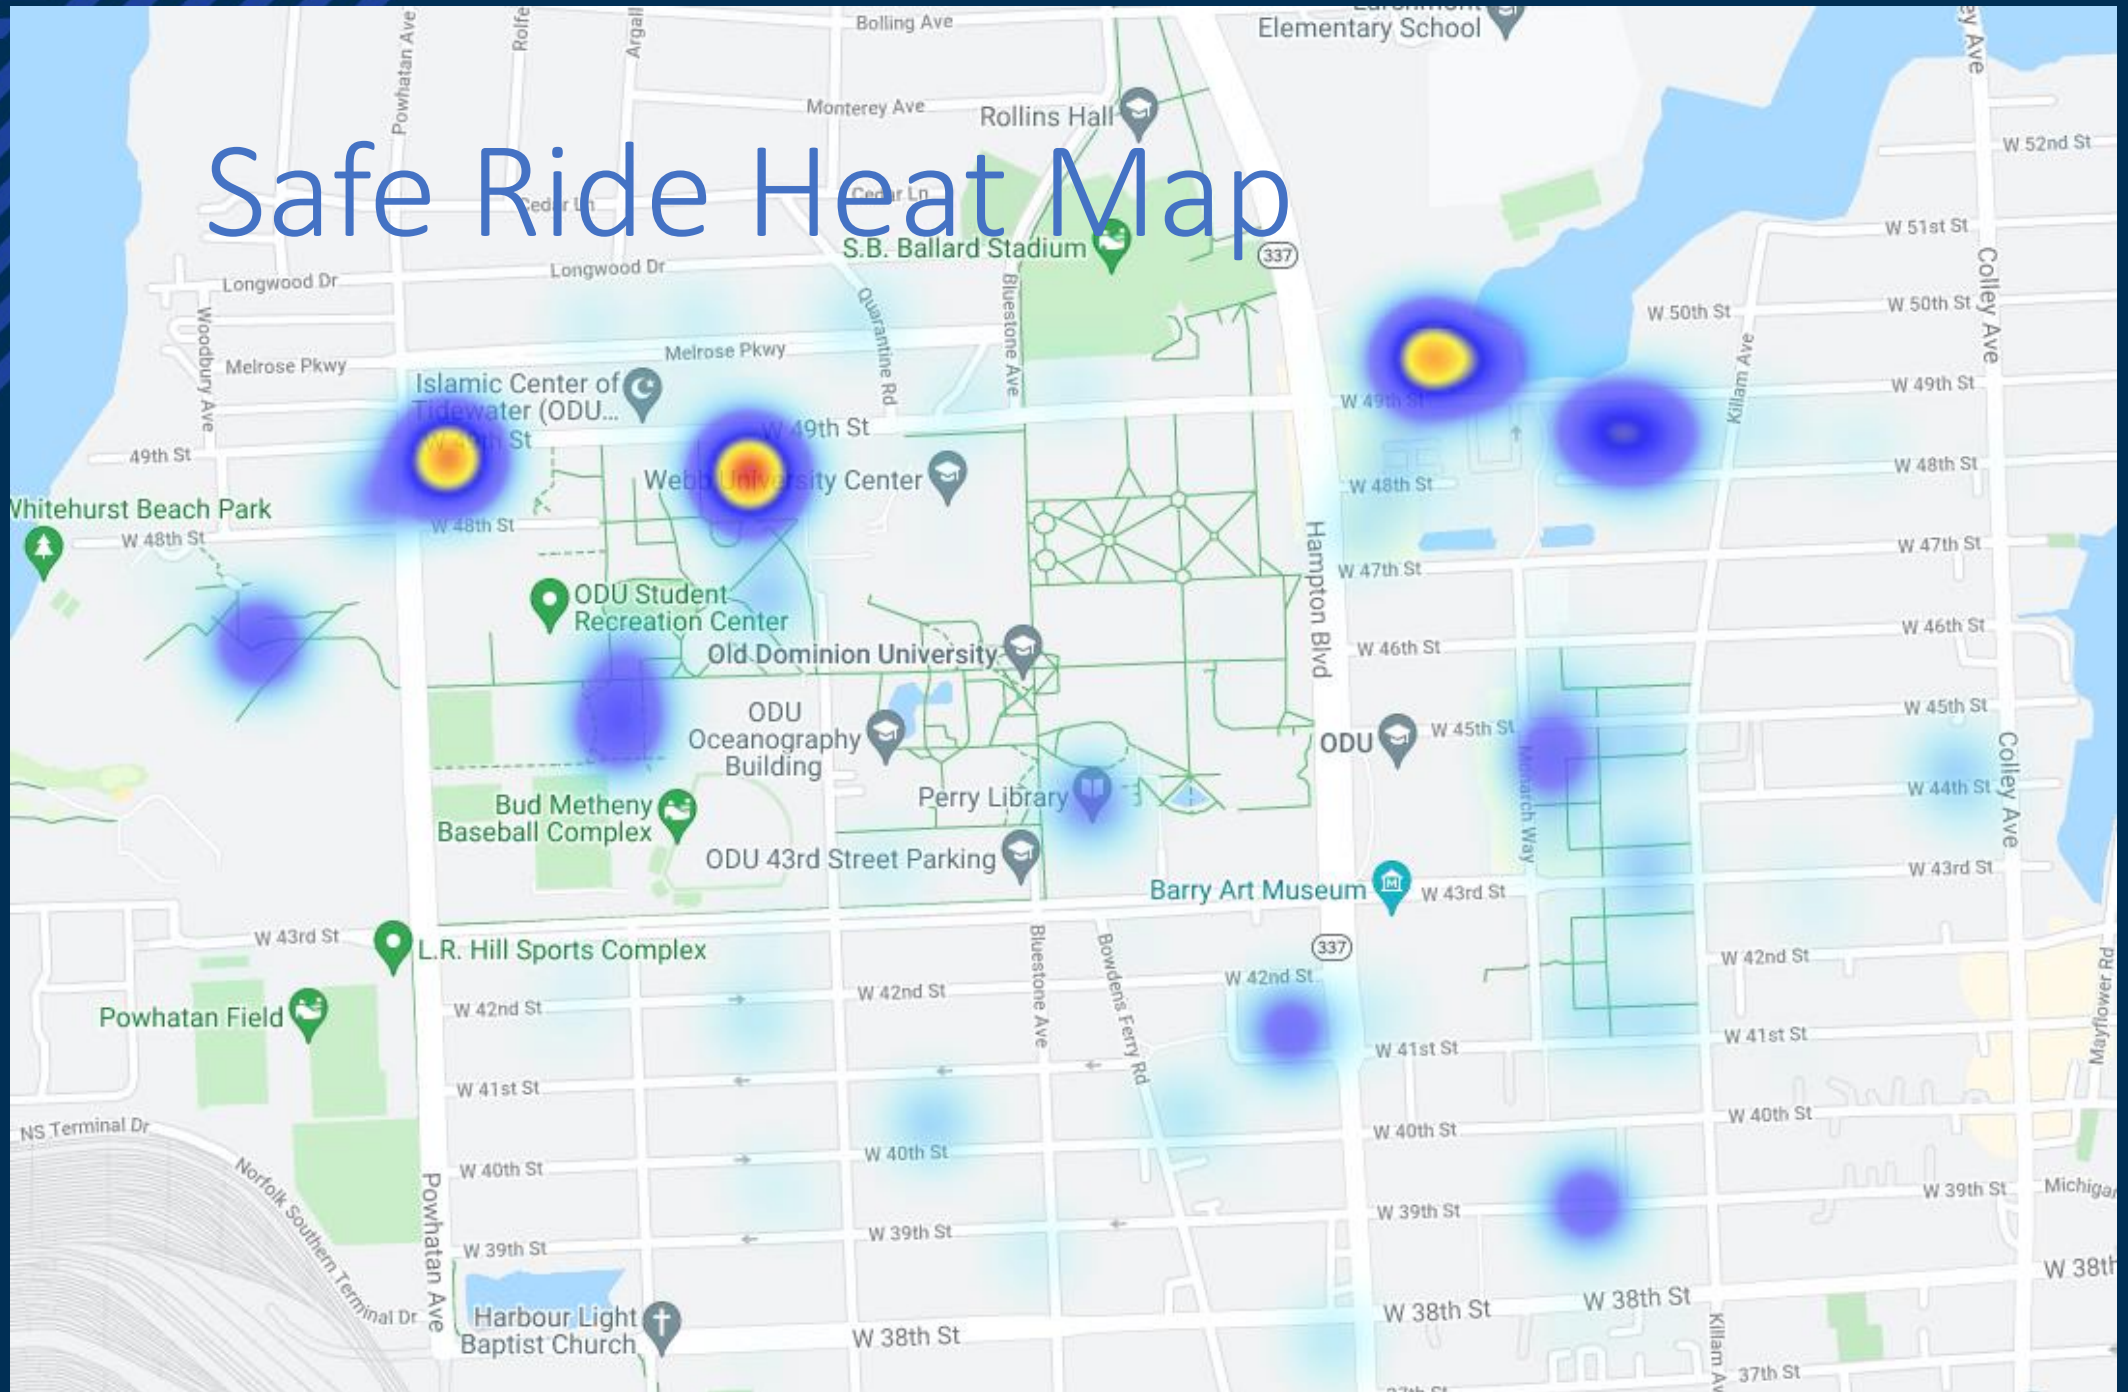 Bolling Ave
Elementary School
Powhatan Ave
Rolfe
Argall
ey Ave
Monterey Ave
Rollins Hall
W 52nd St
Safe Ride Heat Map
Cedar Ln
Cedar Ln
S.B. Ballard Stadium
337
W 51st St
Colley Ave
Longwood Dr
Longwood Dr
Quarantine Rd
Bluestone Ave
W 50th St
W 50th St
Woodbury Ave
Melrose Pkwy
Melrose Pkwy
Killam Ave
Islamic Center of
Tidewater (ODU...
W 49th St
W 49th St
W 49th St
W 49th St
49th St
Webb University Center
W 48th St
W 48th St
Whitehurst Beach Park
W 48th St
W 48th St
Hampton Blvd
W 47th St
W 47th St
ODU Student
Recreation Center
Old Dominion University
W 46th St
W 46th St
ODU
Oceanography
Building
ODU
W 45th St
W 45th St
Monarch Way
Colley Ave
Perry Library
W 44th St
Bud Metheny
Baseball Complex
ODU 43rd Street Parking
Barry Art Museum
W 43rd St
W 43rd St
W 43rd St
L.R. Hill Sports Complex
337
Bluestone Ave
Bowdens Ferry Rd
W 42nd St
W 42nd St
W 42nd St
W 42nd St
Mayflower Rd
Powhatan Field
W 41st St
W 41st St
W 41st St
NS Terminal Dr
Norfolk Southern Terminal Dr
W 40th St
W 40th St
W 40th St
W 40th St
Powhatan Ave
W 39th St
W 39th St
W 39th St
W 39th St
Michigan
W 38th
Harbour Light
Baptist Church
W 38th St
W 38th St
W 38th St
Killam Av
37th St